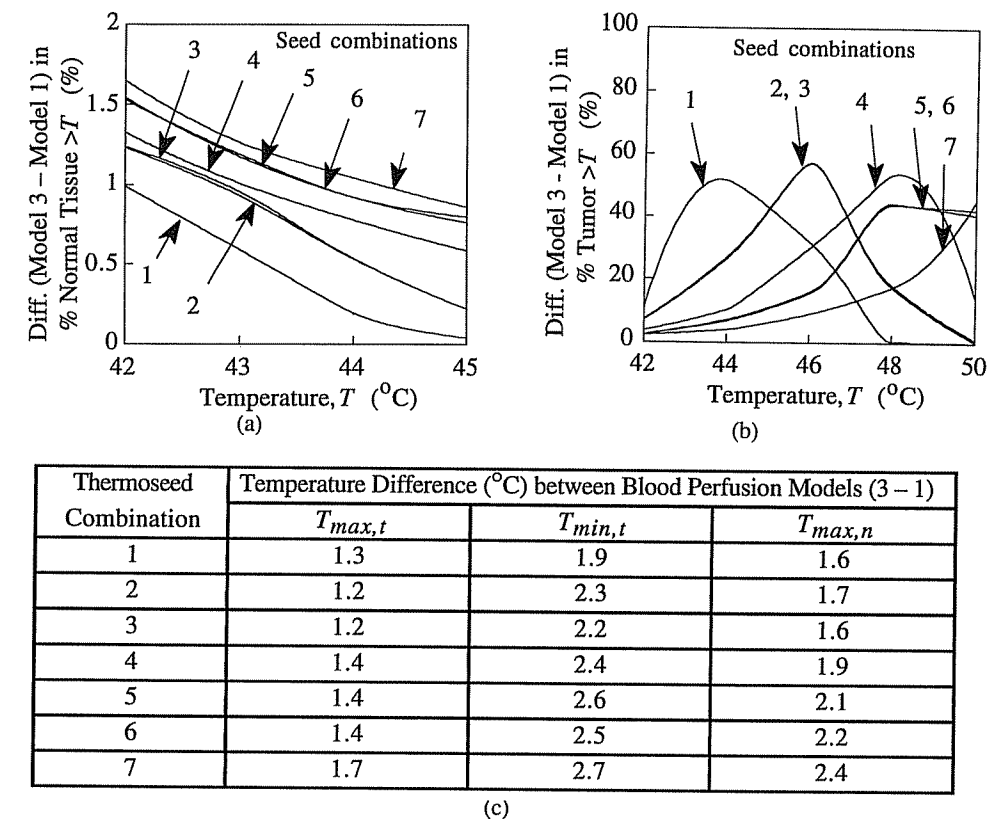 Diff. (Model 3 – Model 1) in
% Normal Tissue >T (%)
2
1.5
1
0.5
0
Seed combinations
3
4
5
6
7
1
2
42
43
44
45
Temperature, T (°C)
(a)
Diff. (Model 3 - Model 1) in
% Tumor >T (%)
100
80
60
40
20
0
Seed combinations
1
2, 3
4
5, 6
7
42
44
46
48
50
Temperature, T (°C)
(b)
Thermoseed
Combination
Temperature Difference (°C) between Blood Perfusion Models (3 – 1)
Tmax,t Tmin,t Tmax,n
1 1.3 1.9 1.6
2 1.2 2.3 1.7
3 1.2 2.2 1.6
4 1.4 2.4 1.9
5 1.4 2.6 2.1
6 1.4 2.5 2.2
7 1.7 2.7 2.4
(c)